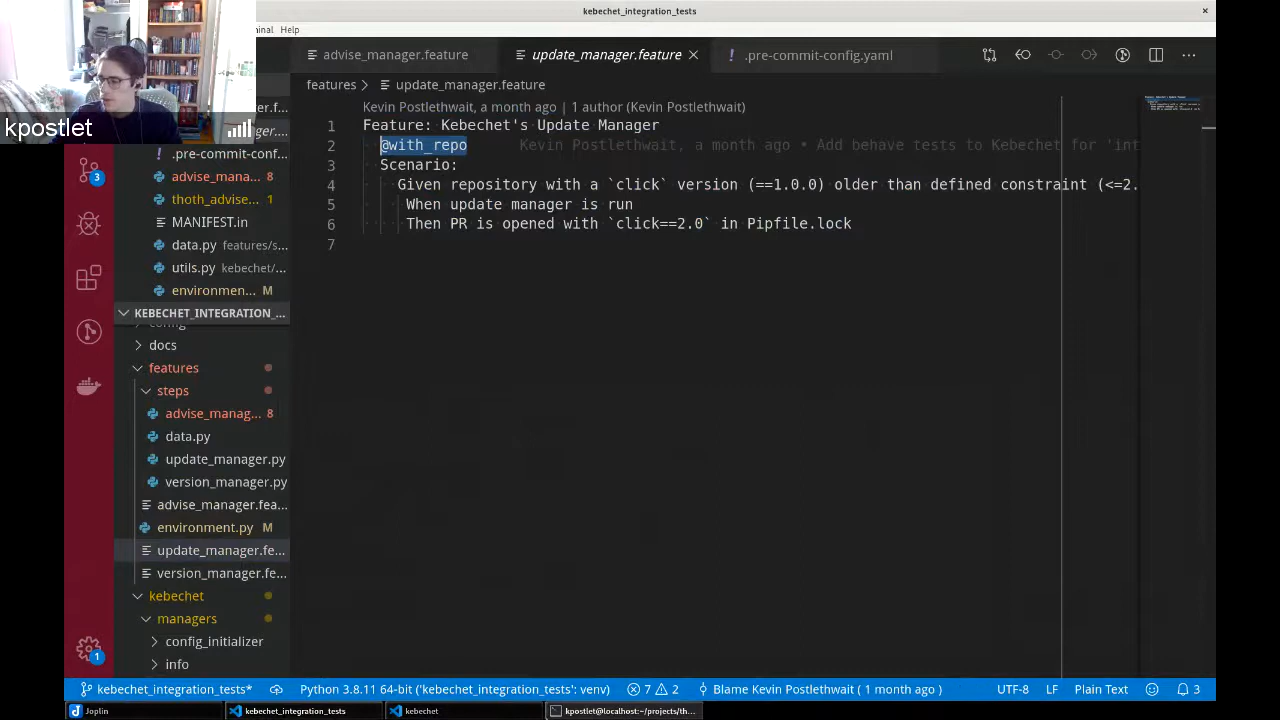 kebechet_integration_tests
×
minal Help
kpostlet
advise_manager.feature
update_manager.feature ×
! .pre-commit-config.yaml
features > update_manager.feature
Kevin Postlethwait, a month ago | 1 author (Kevin Postlethwait)
1 Feature: Kebechet's Update Manager
2 @with_repo Kevin Postlethwait, a month ago • Add behave tests to Kebechet for 'int
3 Scenario:
4 Given repository with a `click` version (==1.0.0) older than defined constraint (<=2.
5 When update manager is run
6 Then PR is opened with `click==2.0` in Pipfile.lock
7
.pre-commit-conf...
advise_mana... 8
thoth_advise... 1
MANIFEST.in
data.py features/s...
utils.py kebechet/...
environmen... M
KEBECHET_INTEGRATION_...
config
docs
features
steps
advise_manag... 8
data.py
update_manager.py
version_manager.py
advise_manager.fea...
environment.py M
update_manager.fe...
version_manager.fe...
kebechet
managers
config_initializer
info
3
1
kebechet_integration_tests* Python 3.8.11 64-bit ('kebechet_integration_tests': venv) 7 2 Blame Kevin Postlethwait ( 1 month ago ) UTF-8 LF Plain Text 3
Joplin kebechet_integration_tests kebechet kpostlet@localhost:~/projects/th...